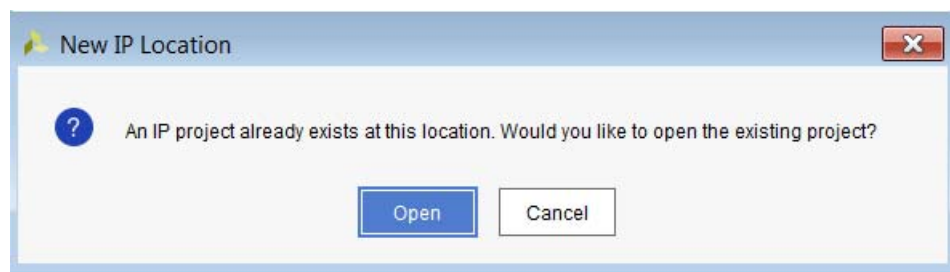 New IP Location
An IP project already exists at this location. Would you like to open the existing project?
Open
Cancel